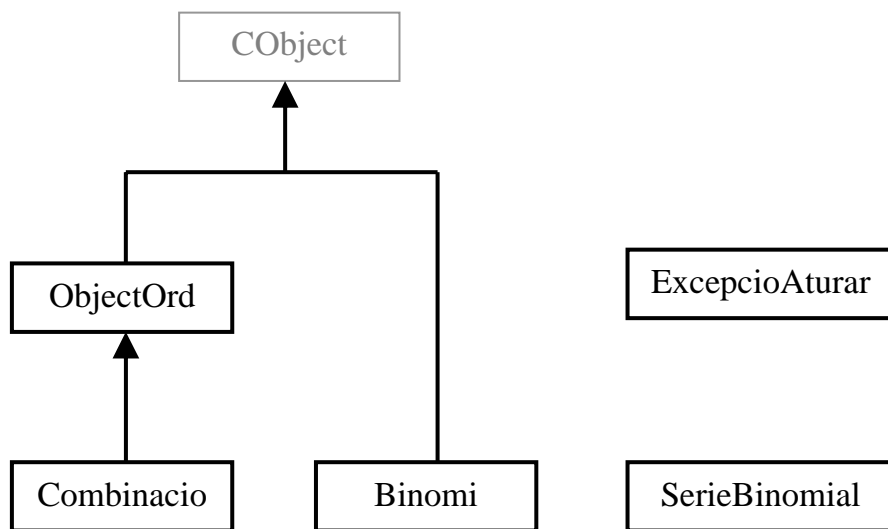 CObject
ObjectOrd
ExcepcioAturar
Combinacio
Binomi
SerieBinomial